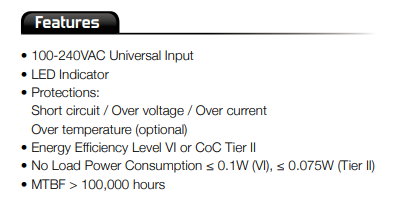 Features
• 100-240VAC Universal Input
• LED Indicator
• Protections:
Short circuit / Over voltage / Over current
Over temperature (optional)
• Energy Efficiency Level VI or CoC Tier II
• No Load Power Consumption ≤ 0.1W (VI), ≤ 0.075W (Tier II)
• MTBF > 100,000 hours